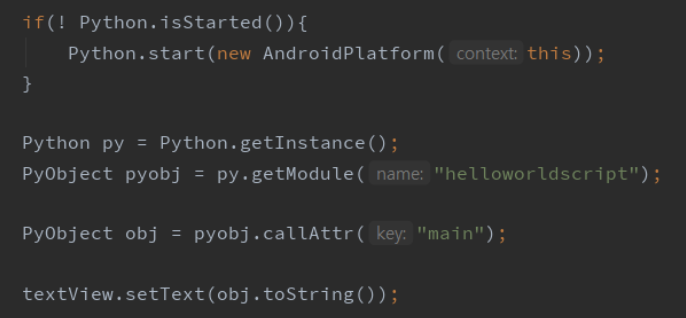 if(! Python.isStarted()){
Python.start(new AndroidPlatform( context: this));
}
Python py = Python.getInstance();
PyObject pyobj = py.getModule( name: "helloworldscript");
PyObject obj = pyobj.callAttr( key: "main");
textView.setText(obj.toString());